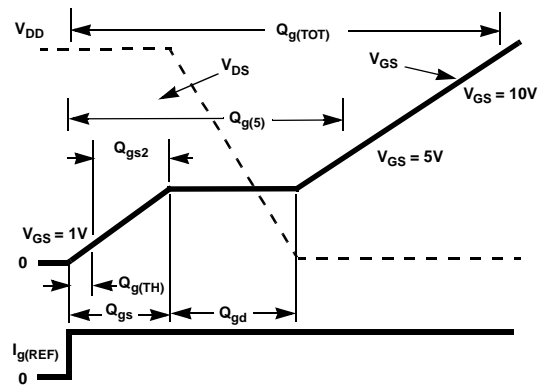 V_DD
Q_g(TOT)
V_DS
V_GS
V_GS = 10V
Q_g(5)
Q_gs2
V_GS = 5V
V_GS = 1V
0
Q_g(TH)
Q_gs
Q_gd
I_g(REF)
0